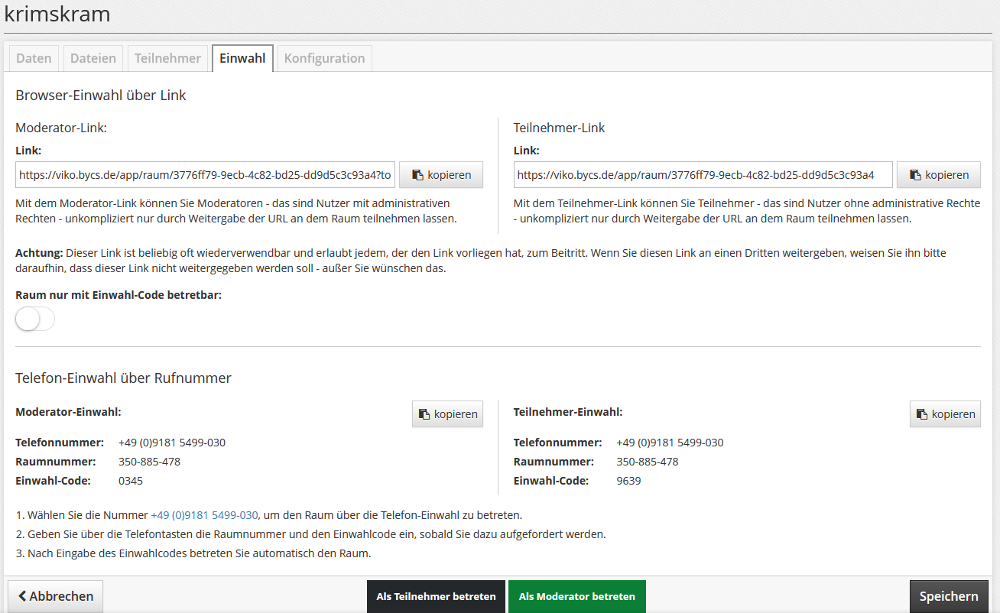 krimskram
Daten Dateien Teilnehmer Einwahl Konfiguration
Browser-Einwahl über Link
Moderator-Link:
Link:
https://viko.bycs.de/app/raum/3776ff79-9ecb-4c82-bd25-dd9d5c3c93a4?to kopieren
Mit dem Moderator-Link können Sie Moderatoren - das sind Nutzer mit administrativen
Rechten - unkompliziert nur durch Weitergabe der URL an dem Raum teilnehmen lassen.
Teilnehmer-Link
Link:
https://viko.bycs.de/app/raum/3776ff79-9ecb-4c82-bd25-dd9d5c3c93a4 kopieren
Mit dem Teilnehmer-Link können Sie Teilnehmer - das sind Nutzer ohne administrative Rechte
- unkompliziert nur durch Weitergabe der URL an dem Raum teilnehmen lassen.
Achtung: Dieser Link ist beliebig oft wiederverwendbar und erlaubt jedem, der den Link vorliegen hat, zum Beitritt. Wenn Sie diesen Link an einen Dritten weitergeben, weisen Sie ihn bitte
daraufhin, dass dieser Link nicht weitergegeben werden soll - außer Sie wünschen das.
Raum nur mit Einwahl-Code betretbar:
Telefon-Einwahl über Rufnummer
Moderator-Einwahl: kopieren
Telefonnummer: +49 (0)9181 5499-030
Raumnummer: 350-885-478
Einwahl-Code: 0345
Teilnehmer-Einwahl: kopieren
Telefonnummer: +49 (0)9181 5499-030
Raumnummer: 350-885-478
Einwahl-Code: 9639
1. Wählen Sie die Nummer +49 (0)9181 5499-030, um den Raum über die Telefon-Einwahl zu betreten.
2. Geben Sie über die Telefontasten die Raumnummer und den Einwahlcode ein, sobald Sie dazu aufgefordert werden.
3. Nach Eingabe des Einwahlcodes betreten Sie automatisch den Raum.
Abbrechen Als Teilnehmer betreten Als Moderator betreten Speichern